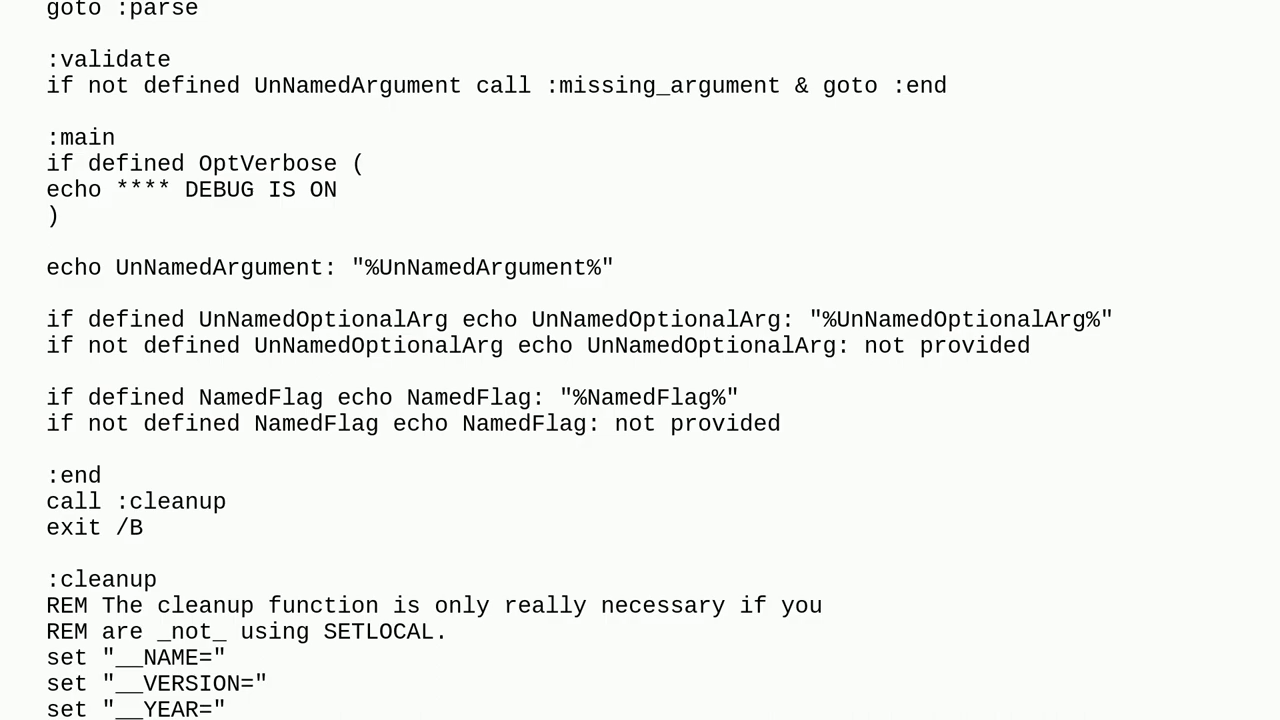 goto :parse
:validate
if not defined UnNamedArgument call :missing_argument & goto :end
:main
if defined OptVerbose (
echo **** DEBUG IS ON
)
echo UnNamedArgument: "%UnNamedArgument%"
if defined UnNamedOptionalArg echo UnNamedOptionalArg: "%UnNamedOptionalArg%"
if not defined UnNamedOptionalArg echo UnNamedOptionalArg: not provided
if defined NamedFlag echo NamedFlag: "%NamedFlag%"
if not defined NamedFlag echo NamedFlag: not provided
:end
call :cleanup
exit /B
:cleanup
REM The cleanup function is only really necessary if you
REM are _not_ using SETLOCAL.
set "__NAME="
set "__VERSION="
set "__YEAR="